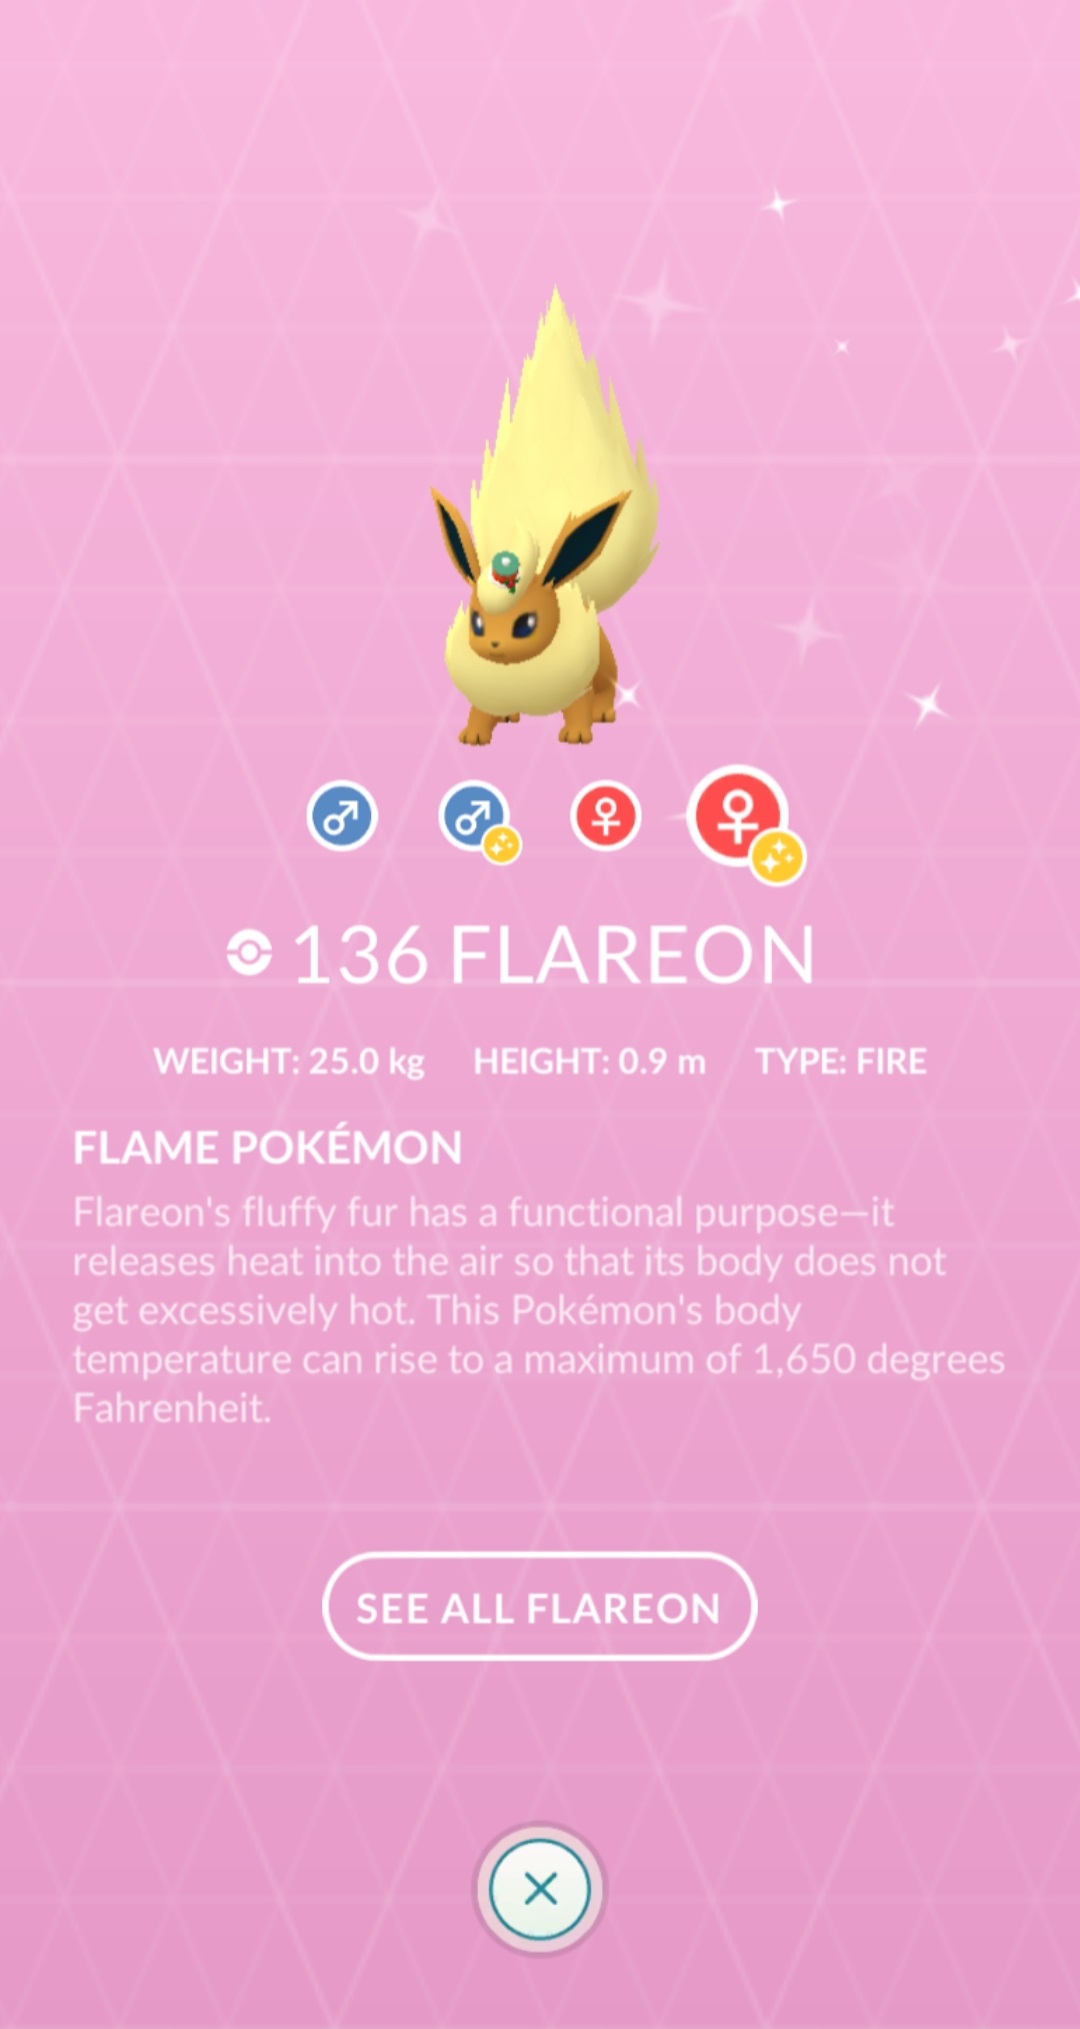 136 FLAREON
WEIGHT: 25.0 kg HEIGHT: 0.9 m TYPE: FIRE
FLAME POKÉMON
Flareon's fluffy fur has a functional purpose—it
releases heat into the air so that its body does not
get excessively hot. This Pokémon's body
temperature can rise to a maximum of 1,650 degrees
Fahrenheit.
SEE ALL FLAREON